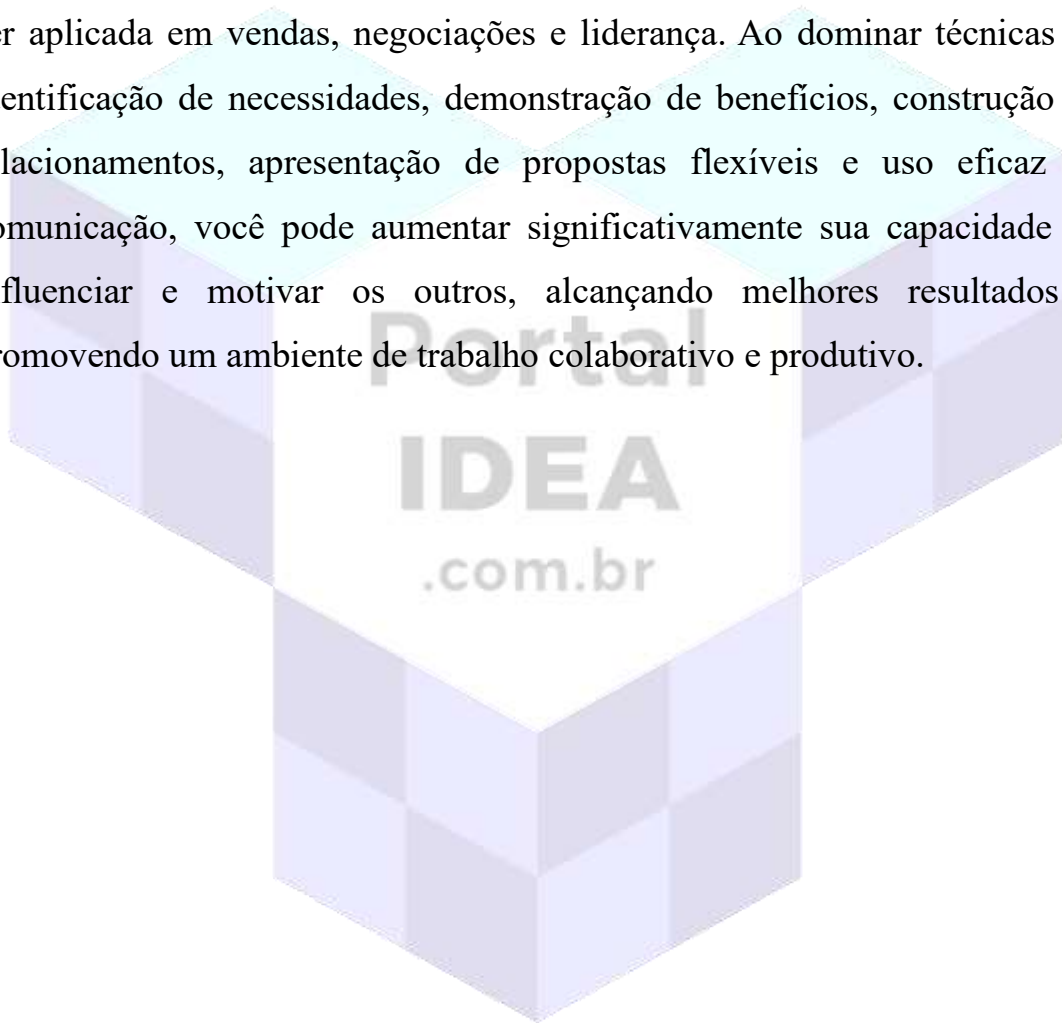 er aplicada em vendas, negociações e liderança. Ao dominar técnicas
entificação de necessidades, demonstração de benefícios, construção
lacionamentos, apresentação de propostas flexíveis e uso eficaz
omunicação, você pode aumentar significativamente sua capacidade
fluenciar e motivar os outros, alcançando melhores resultados
romovendo um ambiente de trabalho colaborativo e produtivo.
Portal
IDEA
.com.br